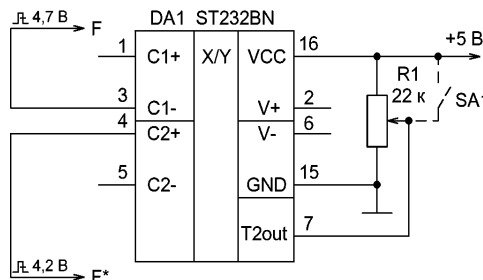 4,7 В F DA1 ST232BN
1 C1+ X/Y VCC 16 +5 В
R1
22 к SA1
3 C1- V+ 2
4 C2+ V- 6
5 C2- GND 15
T2out 7
4,2 В F*